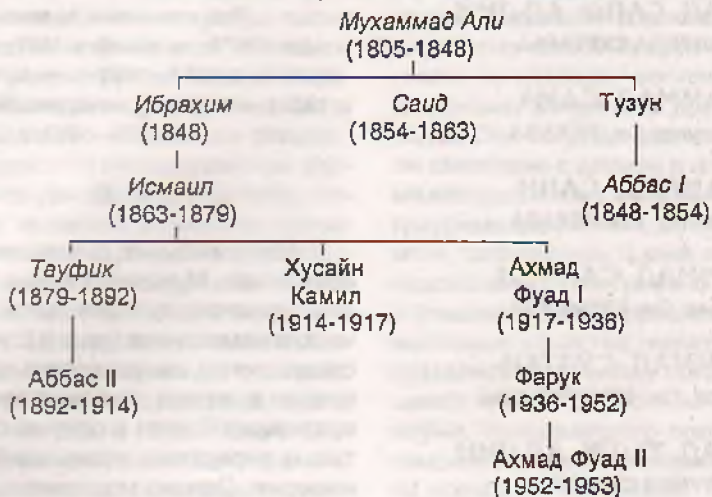 Мухаммад Али
(1805-1848)
Ибрахим Саид Тузун
(1848) (1854-1863)
Исмаил Аббас I
(1863-1879) (1848-1854)
Тауфик Хусайн Ахмад
(1879-1892) Камил Фуад I
(1914-1917) (1917-1936)
Аббас II Фарук
(1892-1914) (1936-1952)
Ахмад Фуад II
(1952-1953)